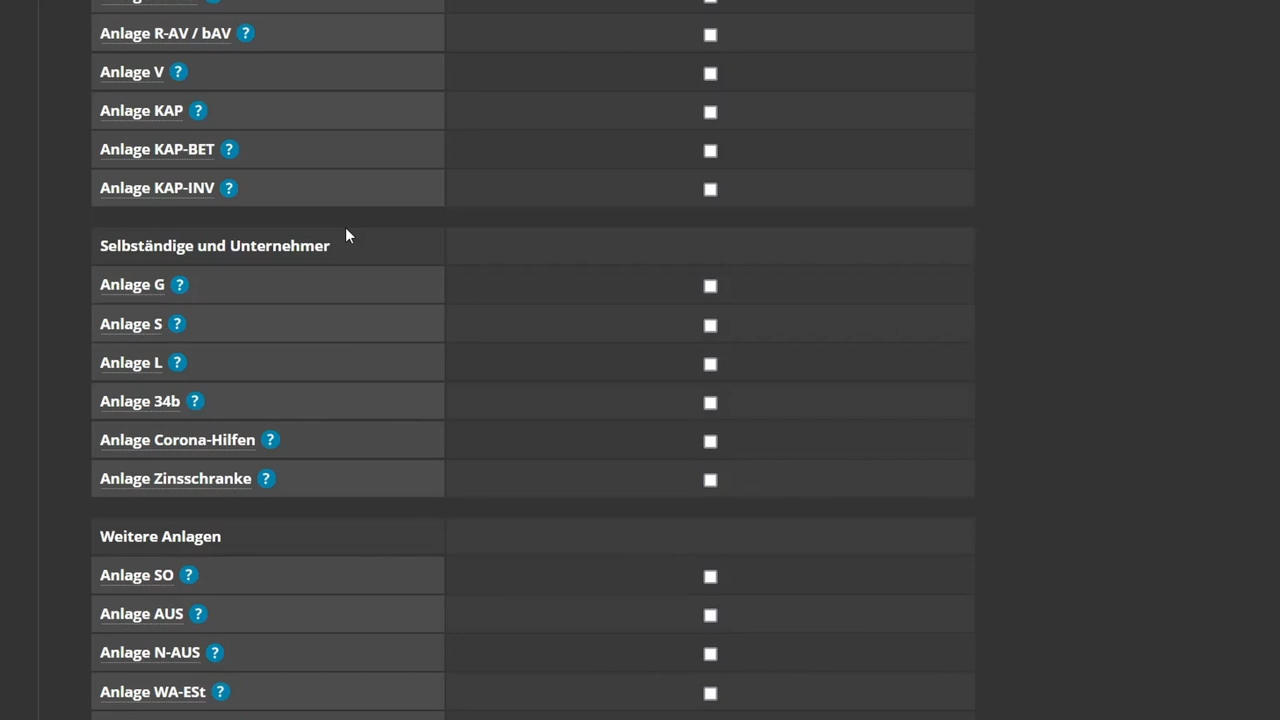 Anlage R-AV / bAV ?
Anlage V ?
Anlage KAP ?
Anlage KAP-BET ?
Anlage KAP-INV ?
Selbständige und Unternehmer
Anlage G ?
Anlage S ?
Anlage L ?
Anlage 34b ?
Anlage Corona-Hilfen ?
Anlage Zinsschranke ?
Weitere Anlagen
Anlage SO ?
Anlage AUS ?
Anlage N-AUS ?
Anlage WA-ESt ?